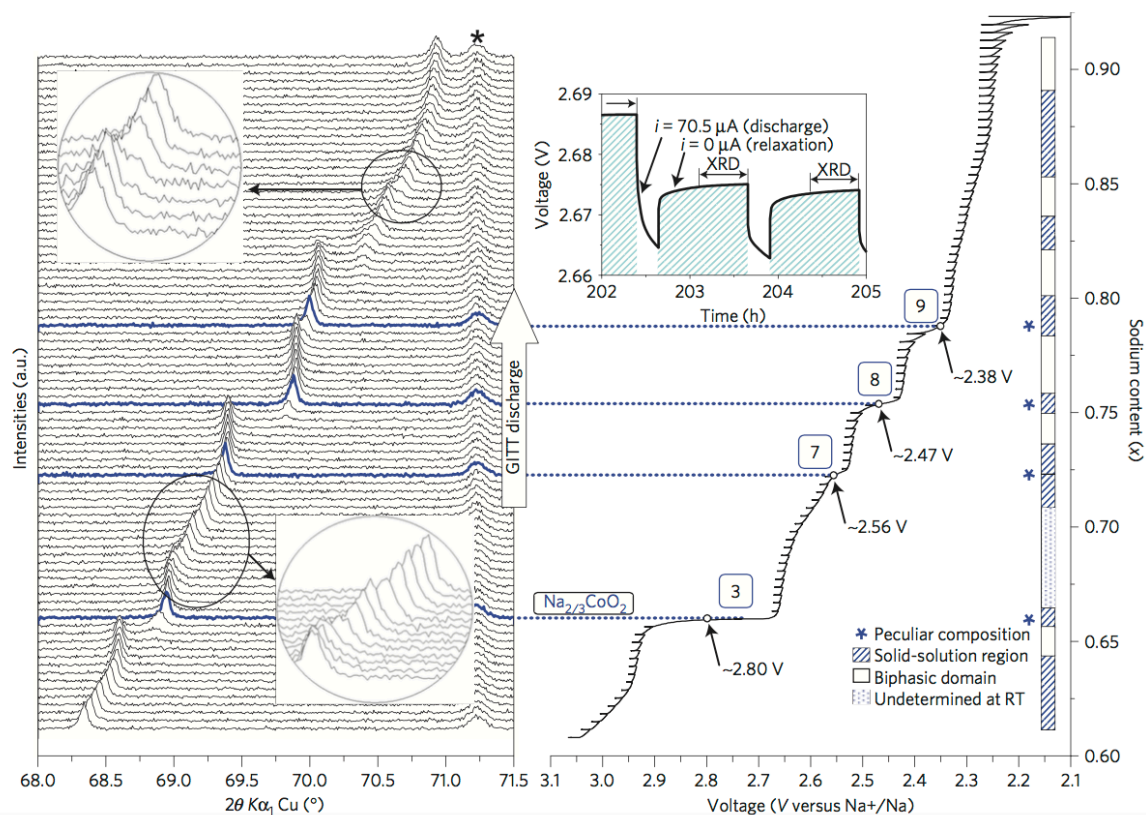 *
Intensities (a.u.)
68.0 68.5 69.0 69.5 70.0 70.5 71.0 71.5
2θ Kα1 Cu (°)
GITT discharge
2.69
2.68
2.67
2.66
Voltage (V)
i = 70.5 µA (discharge)
i = 0 µA (relaxation)
XRD
XRD
202 203 204 205
Time (h)
9
~2.38 V
8
~2.47 V
7
~2.56 V
Na2/3CoO2
3
~2.80 V
* Peculiar composition
Solid-solution region
Biphasic domain
Undetermined at RT
*
*
*
*
0.90
0.85
0.80
0.75
0.70
0.65
0.60
Sodium content (x)
3.1 3.0 2.9 2.8 2.7 2.6 2.5 2.4 2.3 2.2 2.1
Voltage (V versus Na+/Na)